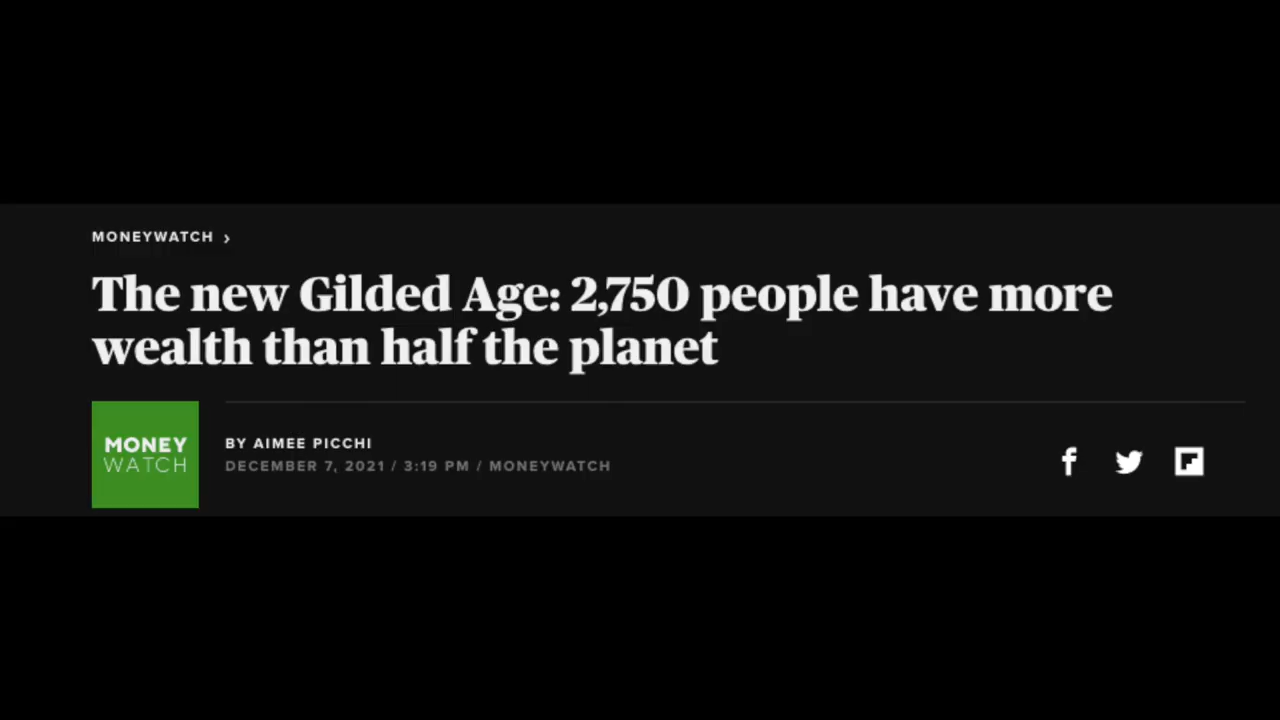 MONEYWATCH ›
The new Gilded Age: 2,750 people have more
wealth than half the planet
MONEY
WATCH
BY AIMEE PICCHI
DECEMBER 7, 2021 / 3:19 PM / MONEYWATCH